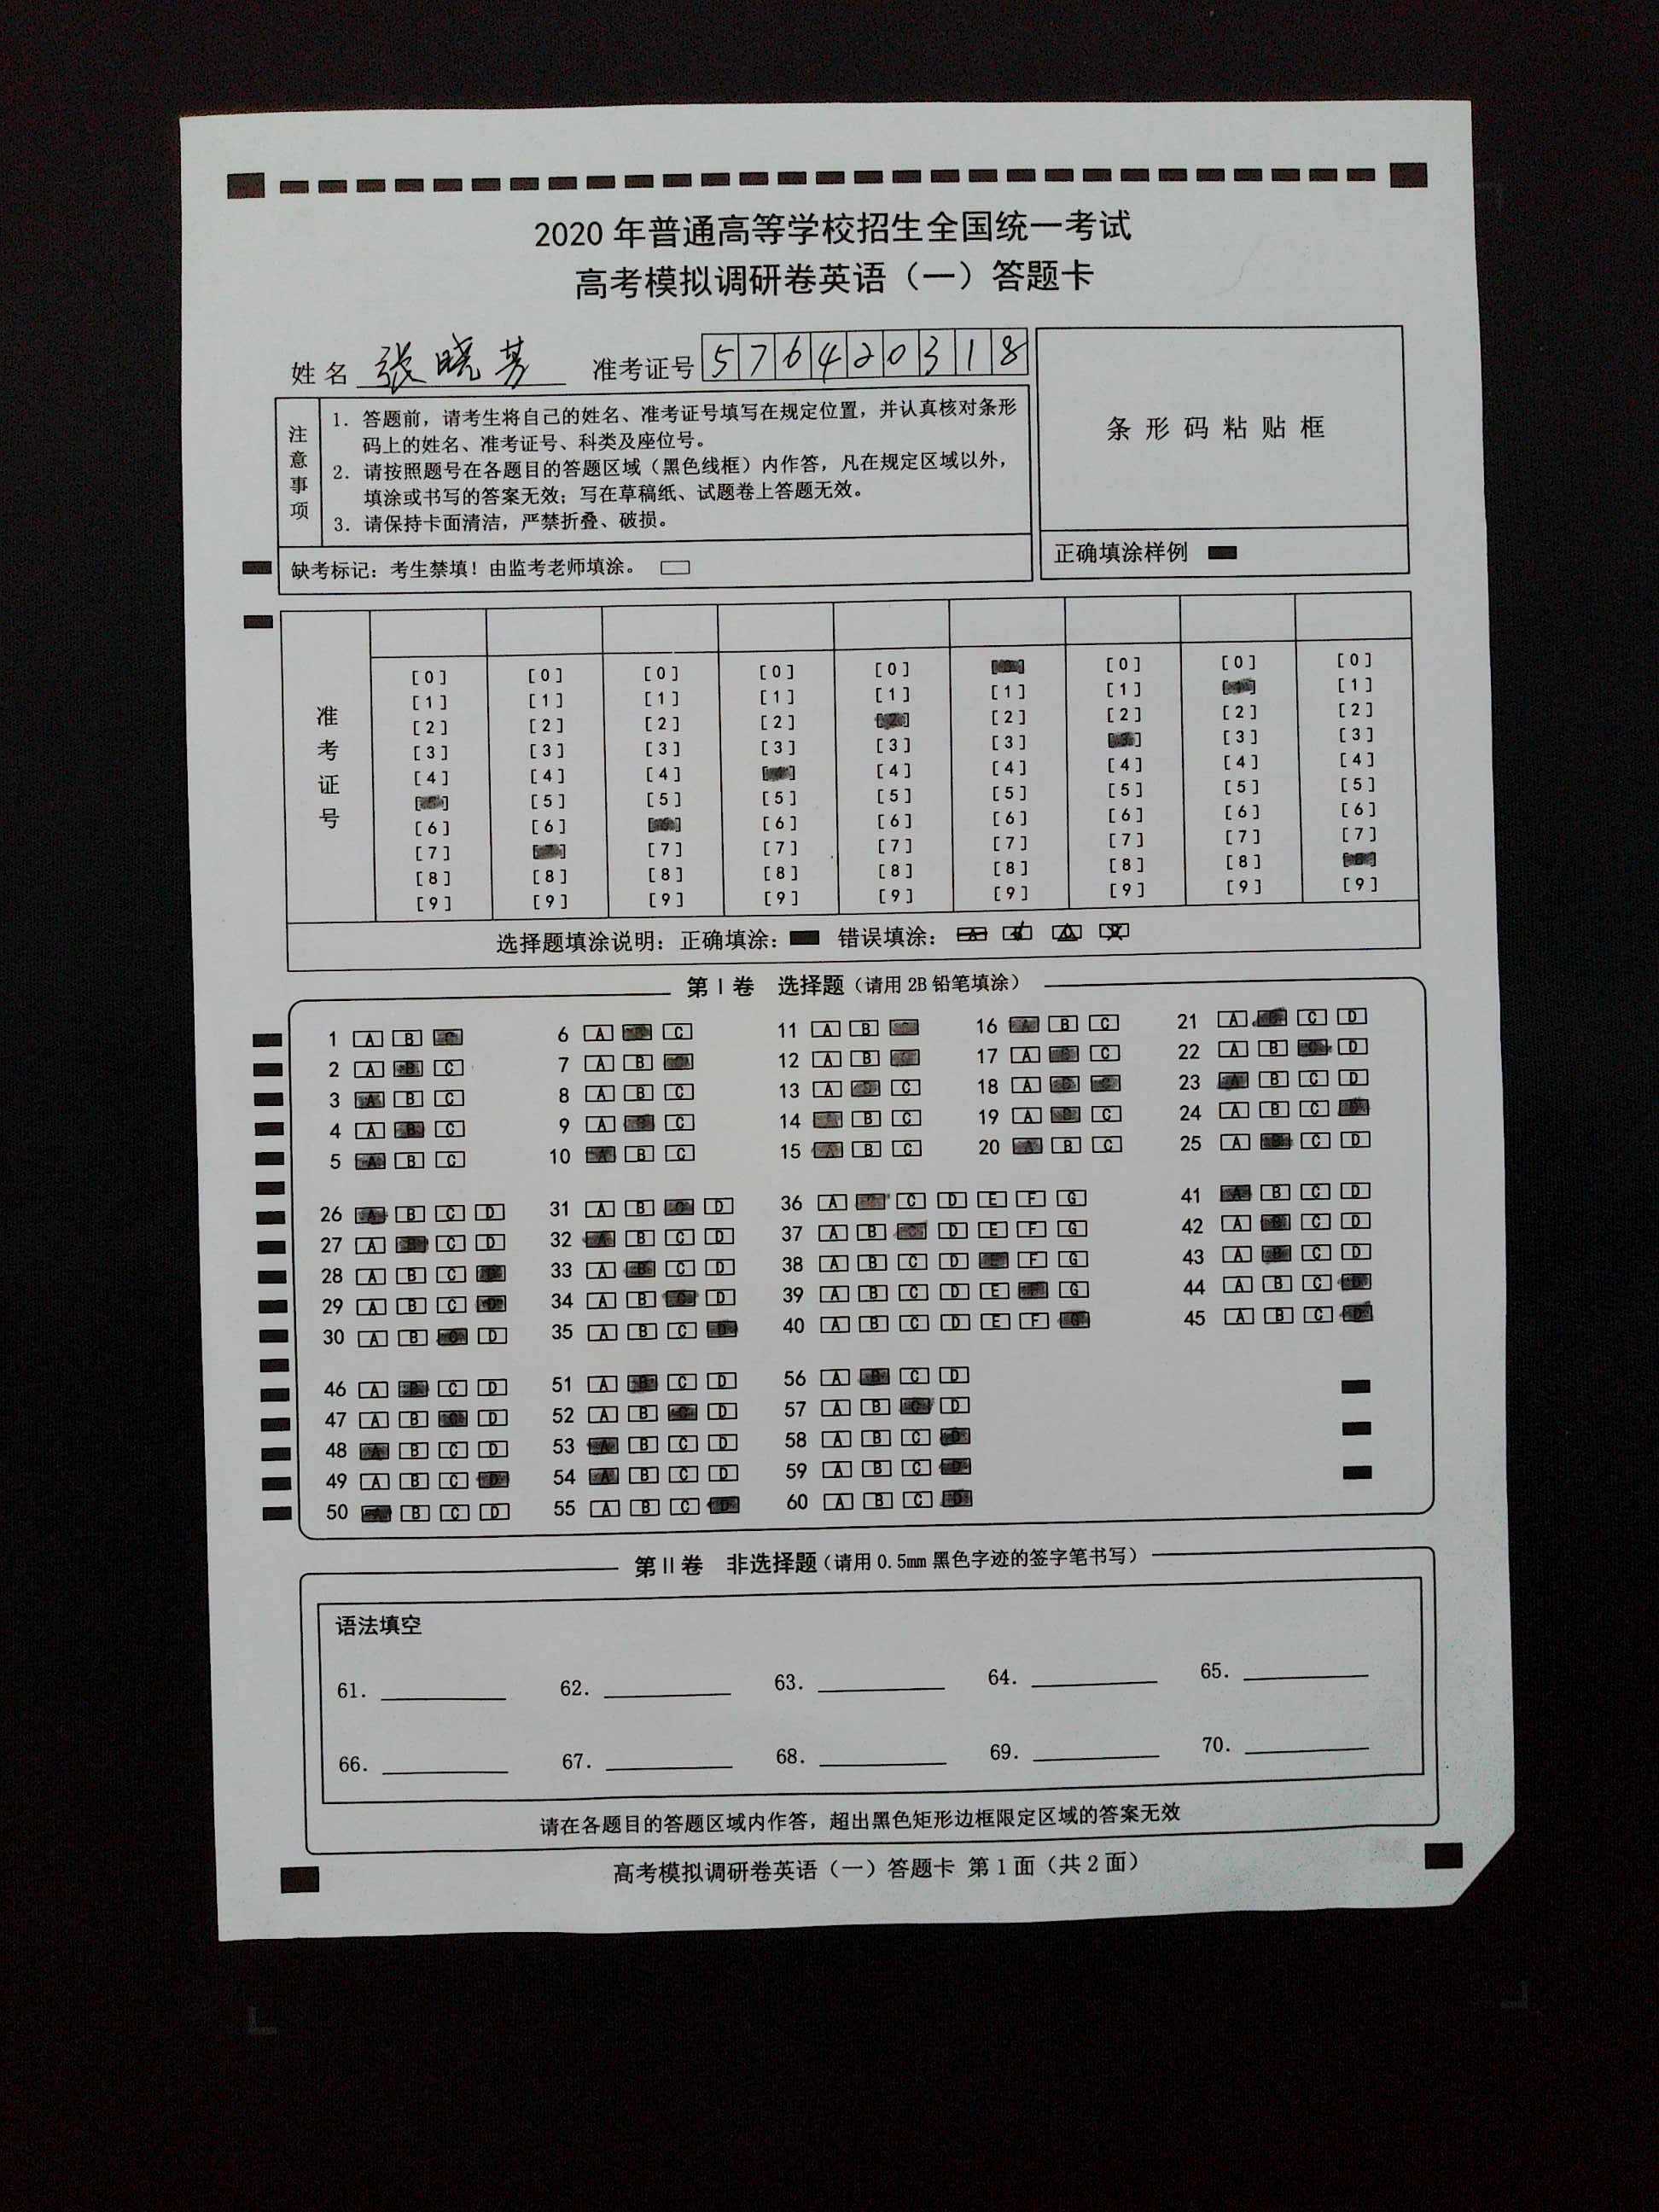 2020 年普通高等学校招生全国统一考试
高考模拟调研卷英语（一）答题卡
姓 名 张晓芳 准考证号 5 7 6 4 2 0 3 1 8
注意事项
1. 答题前，请考生将自己的姓名、准考证号填写在规定位置，并认真核对条形
码上的姓名、准考证号、科类及座位号。
2. 请按照题号在各题目的答题区域（黑色线框）内作答，凡在规定区域以外，
填涂或书写的答案无效；写在草稿纸、试题卷上答题无效。
3. 请保持卡面清洁，严禁折叠、破损。
缺考标记：考生禁填！由监考老师填涂。
条形码粘贴框
正确填涂样例
准考证号
[0] [0] [0] [0] [0] [0] [0] [0]
[1] [1] [1] [1] [1] [1] [1] [1]
[2] [2] [2] [2] [2] [2] [2] [2]
[3] [3] [3] [3] [3] [3] [3] [3]
[4] [4] [4] [4] [4] [4] [4] [4]
[5] [5] [5] [5] [5] [5] [5] [5]
[6] [6] [6] [6] [6] [6] [6] [6]
[7] [7] [7] [7] [7] [7] [7] [7]
[8] [8] [8] [8] [8] [8] [8] [8]
[9] [9] [9] [9] [9] [9] [9] [9] [9]
选择题填涂说明：正确填涂： 错误填涂：
第 I 卷 选择题（请用 2B 铅笔填涂）
1 A B 6 A C 11 A B 16 B C 21 A C D
2 A B C 7 A B 12 A B 17 A C 22 A B D
3 A B C 8 A B C 13 A C 18 A 23 B C D
4 A B C 9 A C 14 B C 19 A B C 24 A B C
5 A B C 10 A B C 15 A B C 20 A B C 25 A B C D
26 A B C D 31 A B D 36 A C D E F G 41 A B C D
27 A C D 32 A B C D 37 A B D E F G 42 A B C D
28 A B C 33 A B C D 38 A B C D F G 43 A B C D
29 A B C D 34 A B C D 39 A B C D E G 44 A B C D
30 A B D 35 A B C D 40 A B C D E F G 45 A B C D
46 A C D 51 A B C D 56 A C D
47 A B D 52 A B D 57 A B D
48 A B C D 53 B C D 58 A B C D
49 A B C D 54 A B C D 59 A B C D
50 B C D 55 A B C D 60 A B C D
第 II 卷 非选择题（请用 0.5mm 黑色字迹的签字笔书写）
语法填空
61. 62. 63. 64. 65.
66. 67. 68. 69. 70.
请在各题目的答题区域内作答，超出黑色矩形边框限定区域的答案无效
高考模拟调研卷英语（一）答题卡 第 1 面（共 2 面）